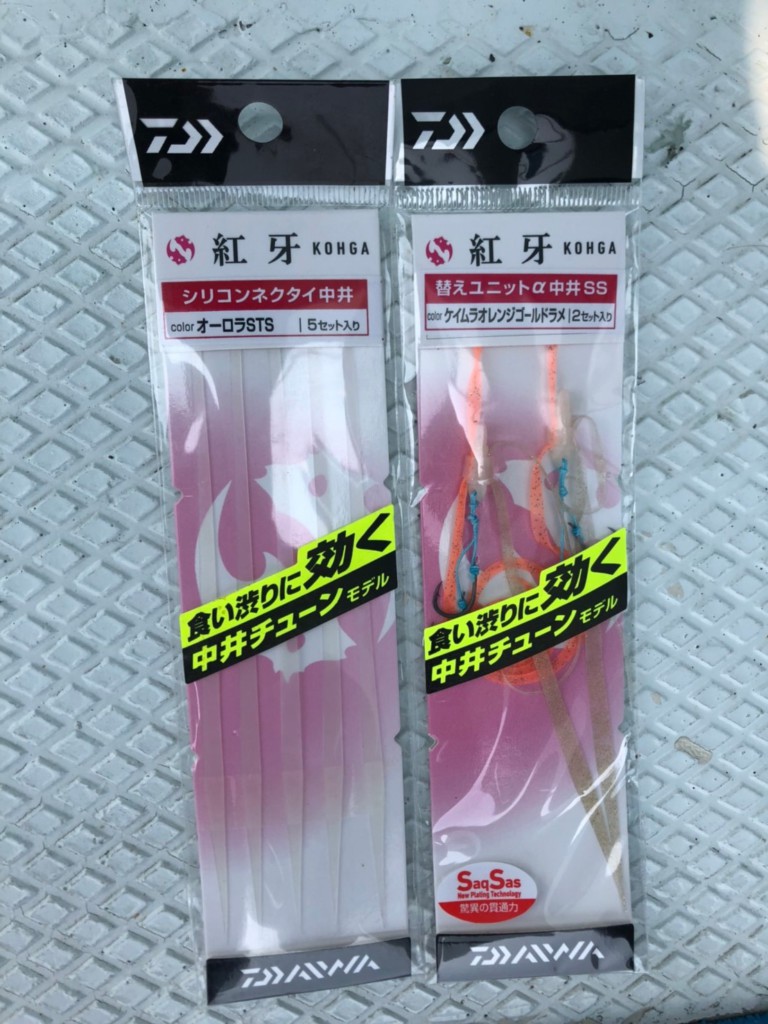 紅牙 KOHGA
シリコンネクタイ中井
color オーロラSTS | 5セット入り
食い渋りに効く
中井チューンモデル
DAIWA
紅牙 KOHGA
替えユニットα中井SS
color ケイムラオレンジゴールドラメ | 2セット入り
食い渋りに効く
中井チューンモデル
SaqSas
New Plating Technology
驚異の貫通力
DAIWA